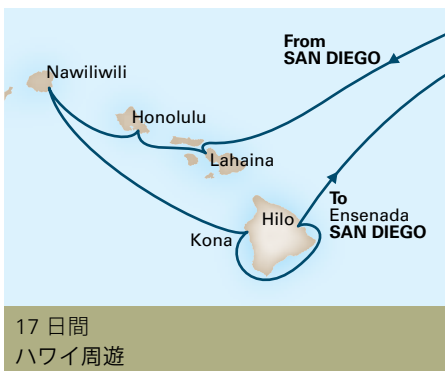 From
SAN DIEGO
Nawiliwili
Honolulu
Lahaina
Hilo
Kona
To
Ensenada
SAN DIEGO
17 日間
ハワイ周遊